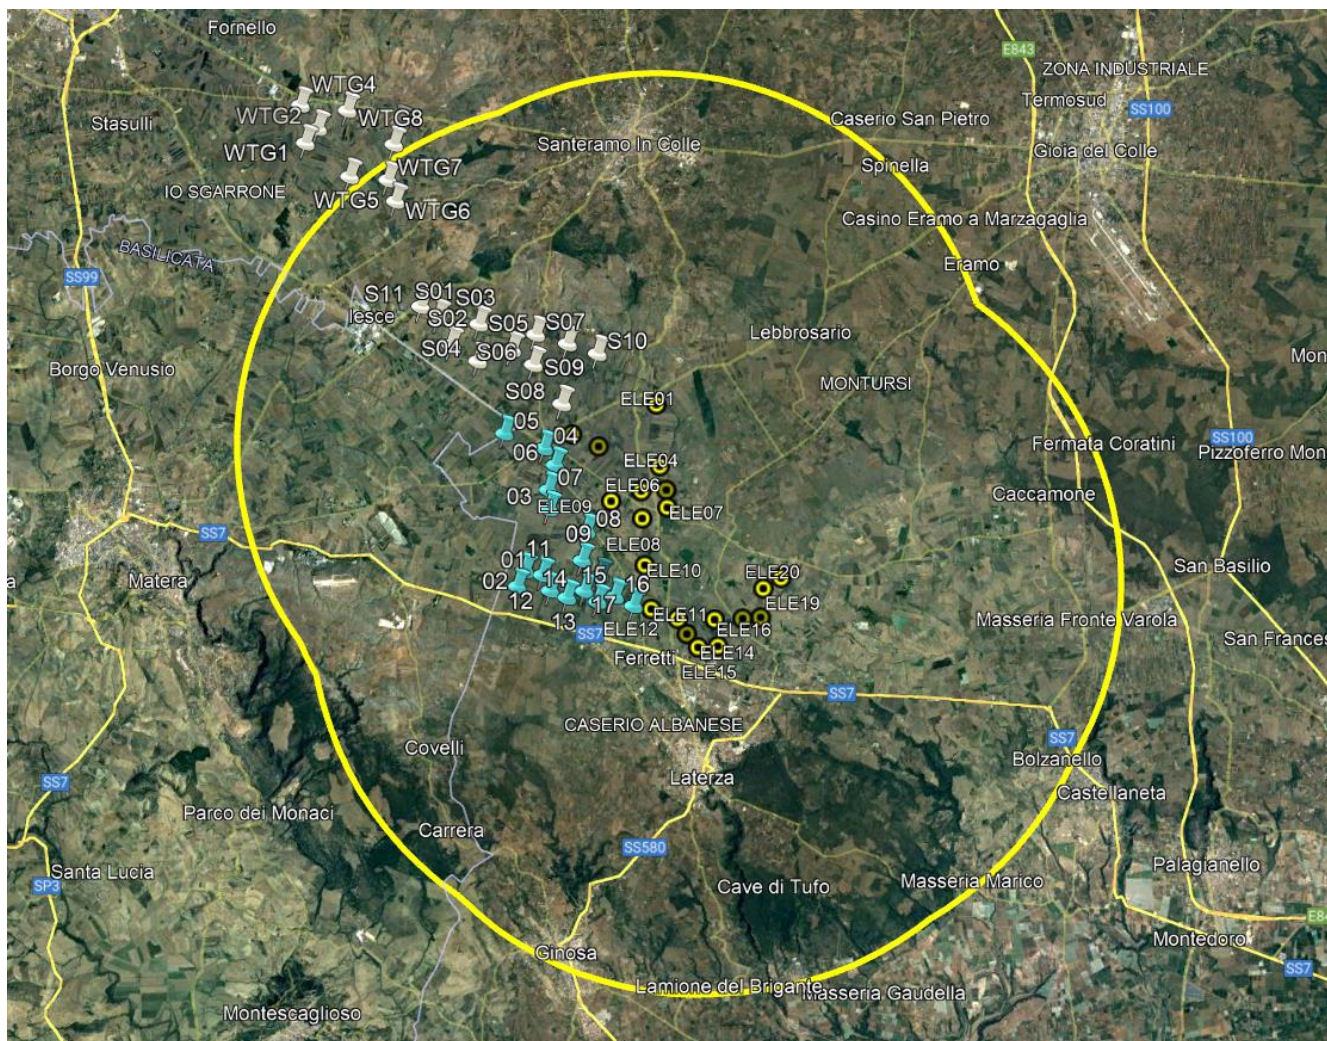 Fornello
E843
ZONA INDUSTRIALE
WTG4
Termosud
SS100
WTG2
WTG8
Caserio San Pietro
Stasulli
Santeramo In Colle
WTG1
Gioia del Colle
WTG7
Spinella
IO SGARRONE
WTG5
WTG6
Casino Eramo a Marzagaglia
BASILICATA
Eramo
SS99
S11
S01
S03
Iesce
S02
S05
S07
Lebbrosario
S04
S06
S10
Mon
S09
Borgo Venusio
MONTURSI
S08
ELE01
05
04
06
Fermata Coratini
SS100
Pizzoferro Mon
ELE04
07
03
ELE06
Caccamone
ELE09
08
ELE07
SS7
09
ELE08
11
01
ELE10
San Basilio
a
Matera
02
14
15
16
ELE20
12
17
ELE11
ELE19
Masseria Fronte Varola
13
SS7
ELE12
ELE16
San Frances
Ferretti
ELE14
ELE15
SS7
CASERIO ALBANESE
SS7
Covelli
Bolzanello
SS7
Laterza
Castellaneta
Parco dei Monaci
Carrera
SS580
Palagianello
Santa Lucia
SP3
Cave di Tufo
Masseria Marico
E84
Montedoro
Ginosa
SS7
Lamione del Brigante
Masseria Gaudella
Montescaglioso